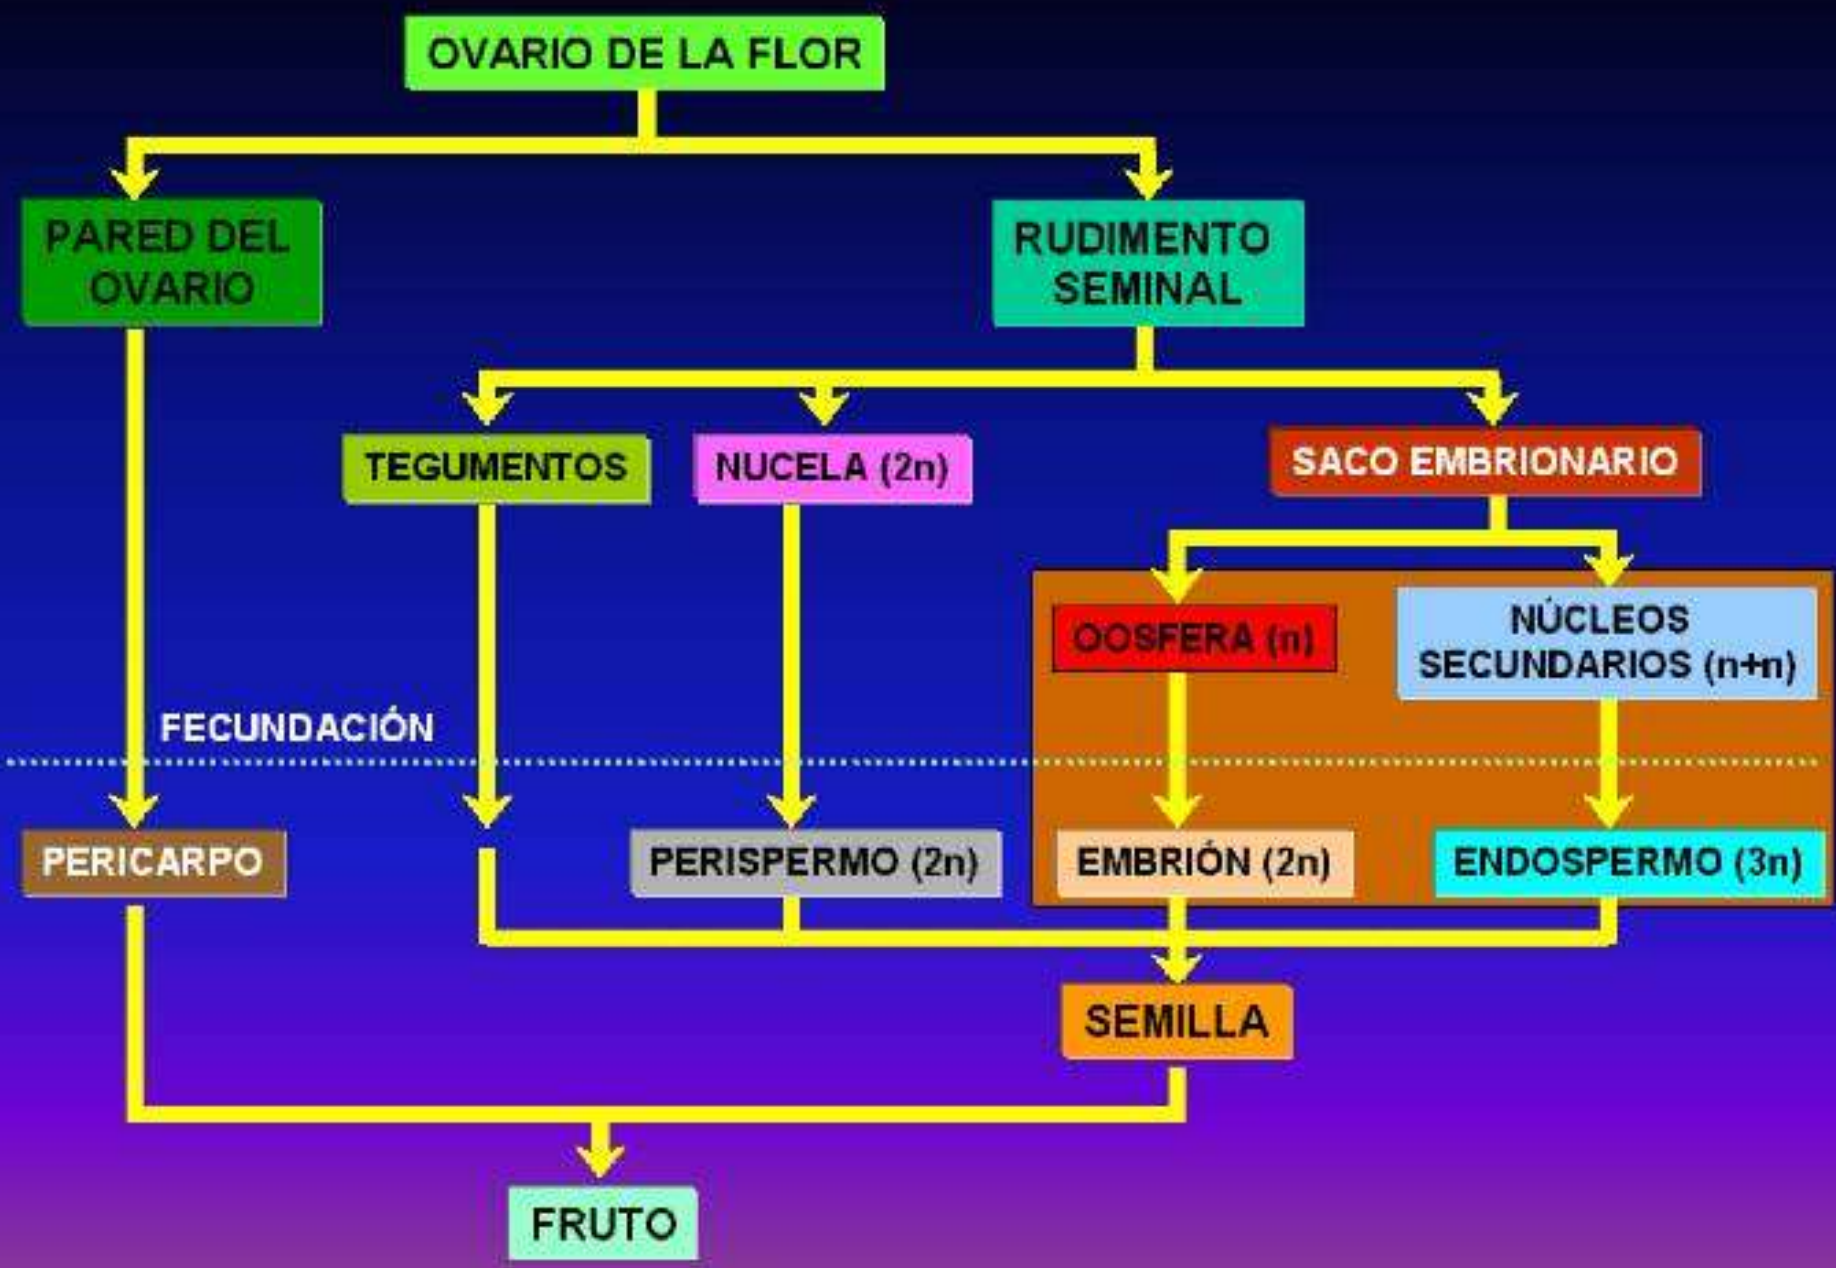 OVARIO DE LA FLOR
PARED DEL
OVARIO
RUDIMENTO
SEMINAL
TEGUMENTOS
NUCELA (2n)
SACO EMBRIONARIO
OOSFERA (n)
NÚCLEOS
SECUNDARIOS (n+n)
FECUNDACIÓN
PERICARPO
PERISPERMO (2n)
EMBRIÓN (2n)
ENDOSPERMO (3n)
SEMILLA
FRUTO